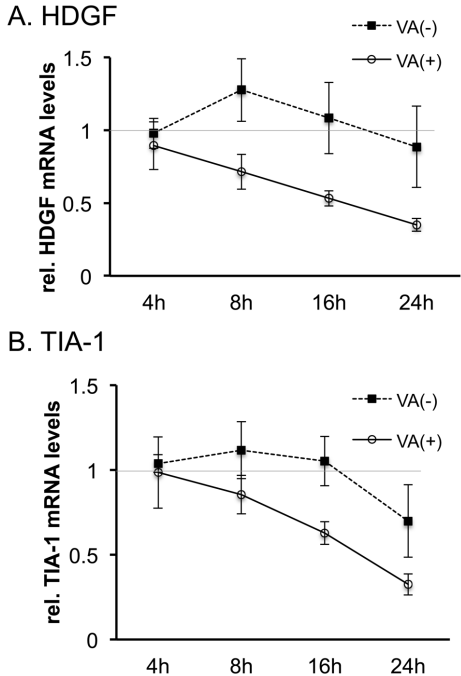 A. HDGF
VA(-)
VA(+)
rel. HDGF mRNA levels
1.5
1
0.5
0
4h 8h 16h 24h
B. TIA-1
VA(-)
VA(+)
rel. TIA-1 mRNA levels
1.5
1
0.5
0
4h 8h 16h 24h